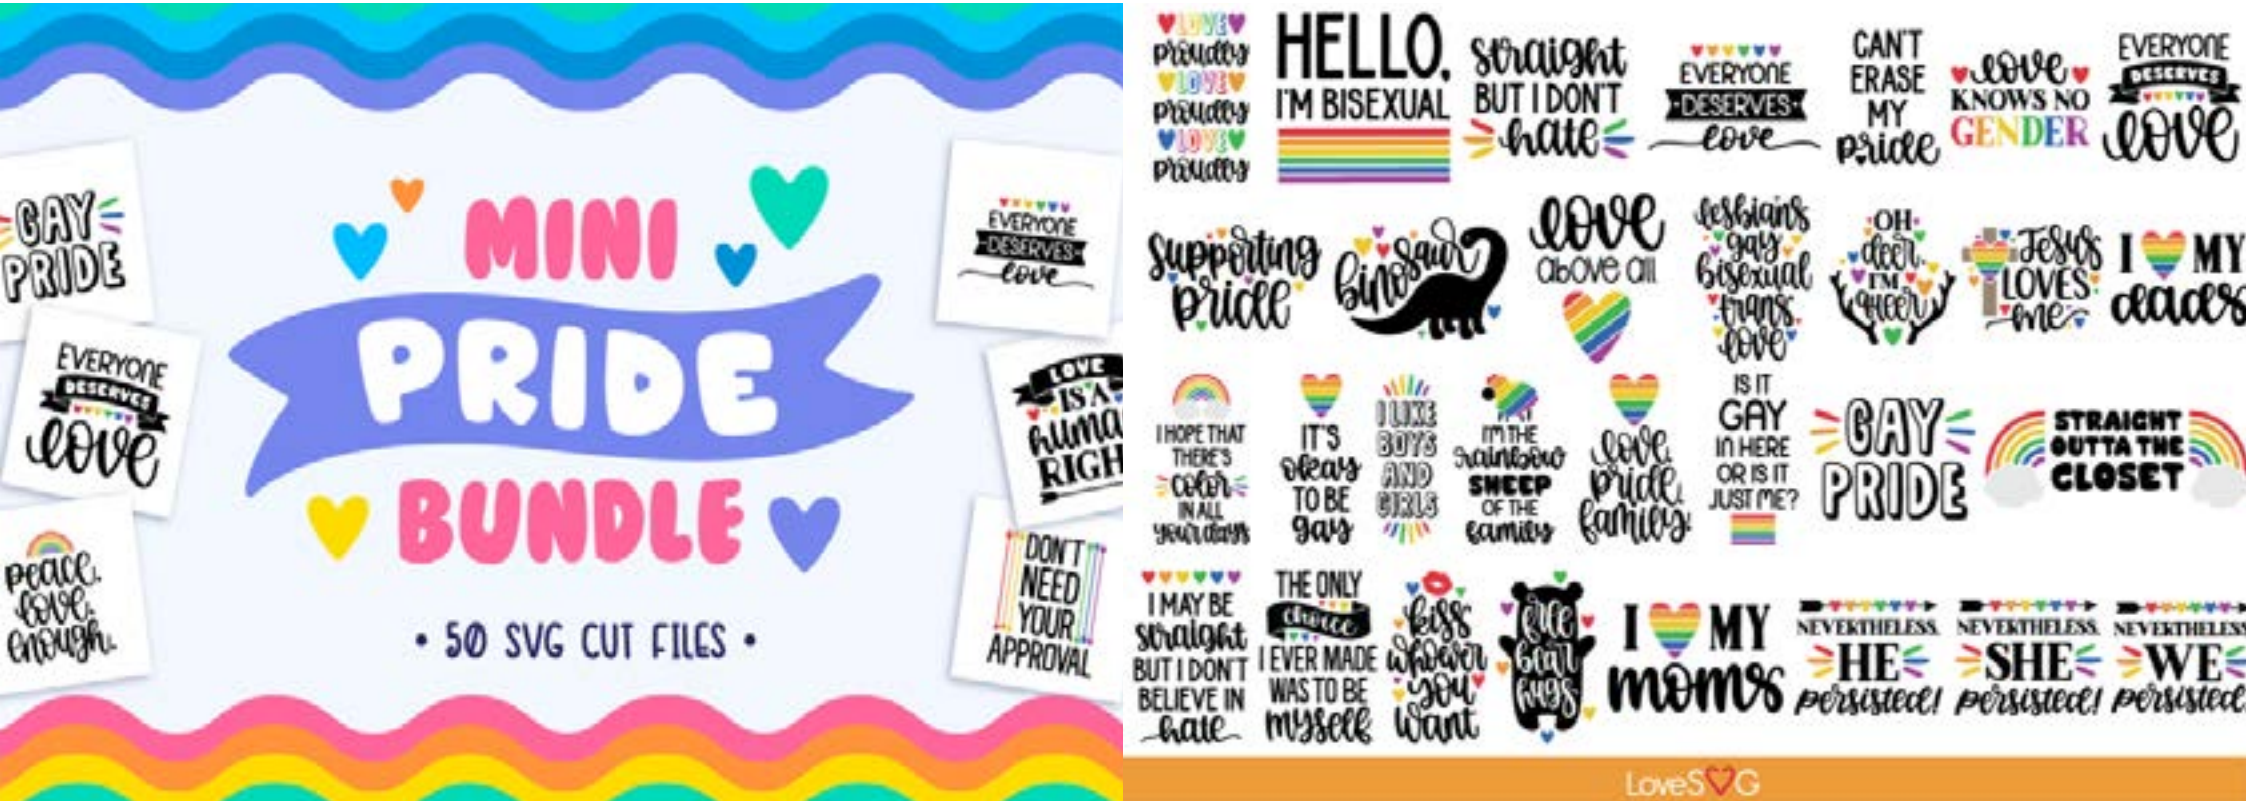 GAY
PRIDE
EVERYONE
DESERVES
love
peace.
love.
enough.
MINI
PRIDE
BUNDLE
• 50 SVG CUT FILES •
EVERYONE
DESERVES
love
LOVE
IS A
huma
RIGH
DON'T
NEED
YOUR
APPROVAL
LOVE
proudly
LOVE
proudly
LOVE
proudly
HELLO,
I'M BISEXUAL
straight
BUT I DON'T
hate
EVERYONE
DESERVES
love
CAN'T
ERASE
MY
pride
love
KNOWS NO
GENDER
EVERYONE
DESERVES
love
supporting
pride
binosaur
love
above all
lesbians
gay
bisexual
trans
love
OH
deer
I'M
queer
JESUS
LOVES
me
I MY
dads
I HOPE THAT
THERE'S
color
IN ALL
your days
IT'S
okay
TO BE
gay
I LIKE
BOYS
AND
GIRLS
I'M THE
rainbow
SHEEP
OF THE
family
love.
pride.
family.
IS IT
GAY
IN HERE
OR IS IT
JUST ME?
GAY
PRIDE
STRAIGHT
OUTTA THE
CLOSET
I MAY BE
straight
BUT I DON'T
BELIEVE IN
hate
THE ONLY
choice
I EVER MADE
WAS TO BE
myself
kiss
whoever
you
want
free
bear
hugs
I MY
moms
NEVERTHELESS,
HE
persisted!
NEVERTHELESS,
SHE
persisted!
NEVERTHELESS
WE
persisted
LoveSVG